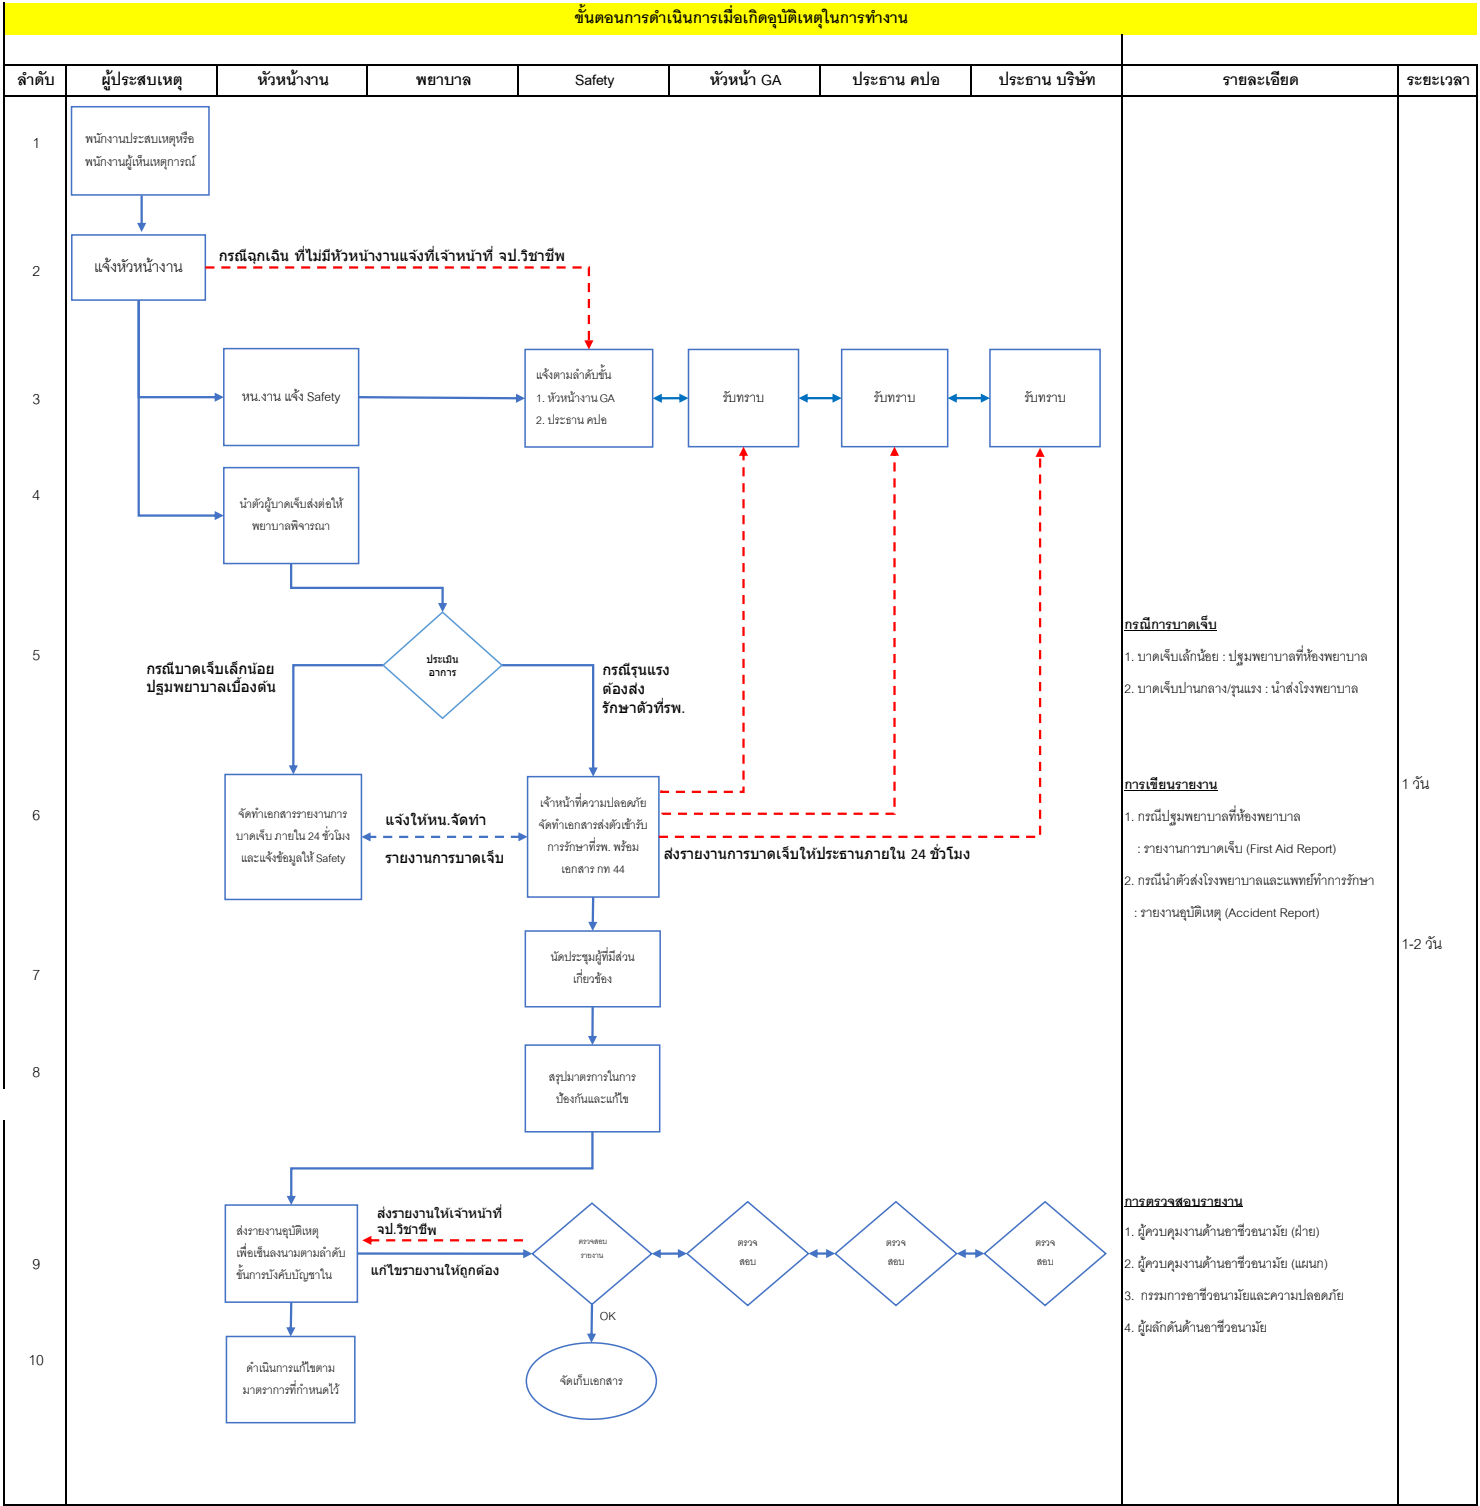 ขั้นตอนการดำเนินการเมื่อเกิดอุบัติเหตุในการทำงาน
ลำดับ ผู้ประสบเหตุ หัวหน้างาน พยาบาล Safety หัวหน้า GA ประธาน คปอ ประธาน บริษัท รายละเอียด ระยะเวลา
1
พนักงานประสบเหตุหรือ
พนักงานผู้เห็นเหตุการณ์
2
แจ้งหัวหน้างาน
กรณีฉุกเฉิน ที่ไม่มีหัวหน้างานแจ้งที่เจ้าหน้าที่ จป.วิชาชีพ
3
หน.งาน แจ้ง Safety
แจ้งตามลำดับขั้น
1. หัวหน้างาน GA
2. ประธาน คปอ
รับทราบ
รับทราบ
รับทราบ
4
นำตัวผู้บาดเจ็บส่งต่อให้
พยาบาลพิจารณา
5
ประเมิน
อาการ
กรณีบาดเจ็บเล็กน้อย
ปฐมพยาบาลเบื้องต้น
กรณีรุนแรง
ต้องส่ง
รักษาตัวที่รพ.
กรณีการบาดเจ็บ
1. บาดเจ็บเล้กน้อย : ปฐมพยาบาลที่ห้องพยาบาล
2. บาดเจ็บปานกลาง/รุนแรง : นำส่งโรงพยาบาล
6
จัดทำเอกสารรายงานการ
บาดเจ็บ ภายใน 24 ชั่วโมง
และแจ้งข้อมูลให้ Safety
แจ้งให้หน.จัดทำ
รายงานการบาดเจ็บ
เจ้าหน้าที่ความปลอดภัย
จัดทำเอกสารส่งตัวเข้ารับ
การรักษาที่รพ. พร้อม
เอกสาร กท 44
ส่งรายงานการบาดเจ็บให้ประธานภายใน 24 ชั่วโมง
การเขียนรายงาน
1 วัน
1. กรณีปฐมพยาบาลที่ห้องพยาบาล
: รายงานการบาดเจ็บ (First Aid Report)
2. กรณีนำตัวส่งโรงพยาบาลและแพทย์ทำการรักษา
: รายงานอุบัติเหตุ (Accident Report)
1-2 วัน
7
นัดประชุมผู้ที่มีส่วน
เกี่ยวข้อง
8
สรุปมาตรการในการ
ป้องกันและแก้ไข
9
ส่งรายงานอุบัติเหตุ
เพื่อเซ็นลงนามตามลำดับ
ขั้นการบังคับบัญชาใน
ส่งรายงานให้เจ้าหน้าที่
จป.วิชาชีพ
แก้ไขรายงานให้ถูกต้อง
ตรวจสอบ
รายงาน
ตรวจ
สอบ
ตรวจ
สอบ
ตรวจ
สอบ
การตรวจสอบรายงาน
1. ผู้ควบคุมงานด้านอาชีวอนามัย (ฝ่าย)
2. ผู้ควบคุมงานด้านอาชีวอนามัย (แผนก)
3. กรรมการอาชีวอนามัยและความปลอดภัย
4. ผู้ผลักดันด้านอาชีวอนามัย
OK
10
ดำเนินการแก้ไขตาม
มาตราการที่กำหนดไว้
จัดเก็บเอกสาร